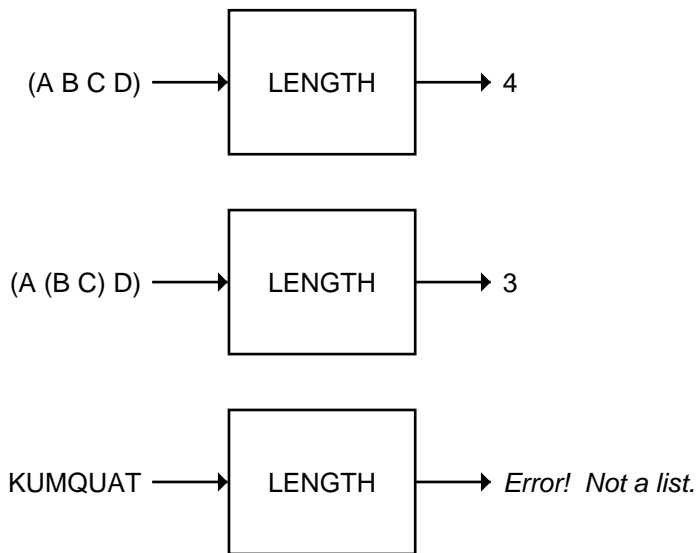 (A B C D) LENGTH 4
(A (B C) D) LENGTH 3
KUMQUAT LENGTH Error! Not a list.